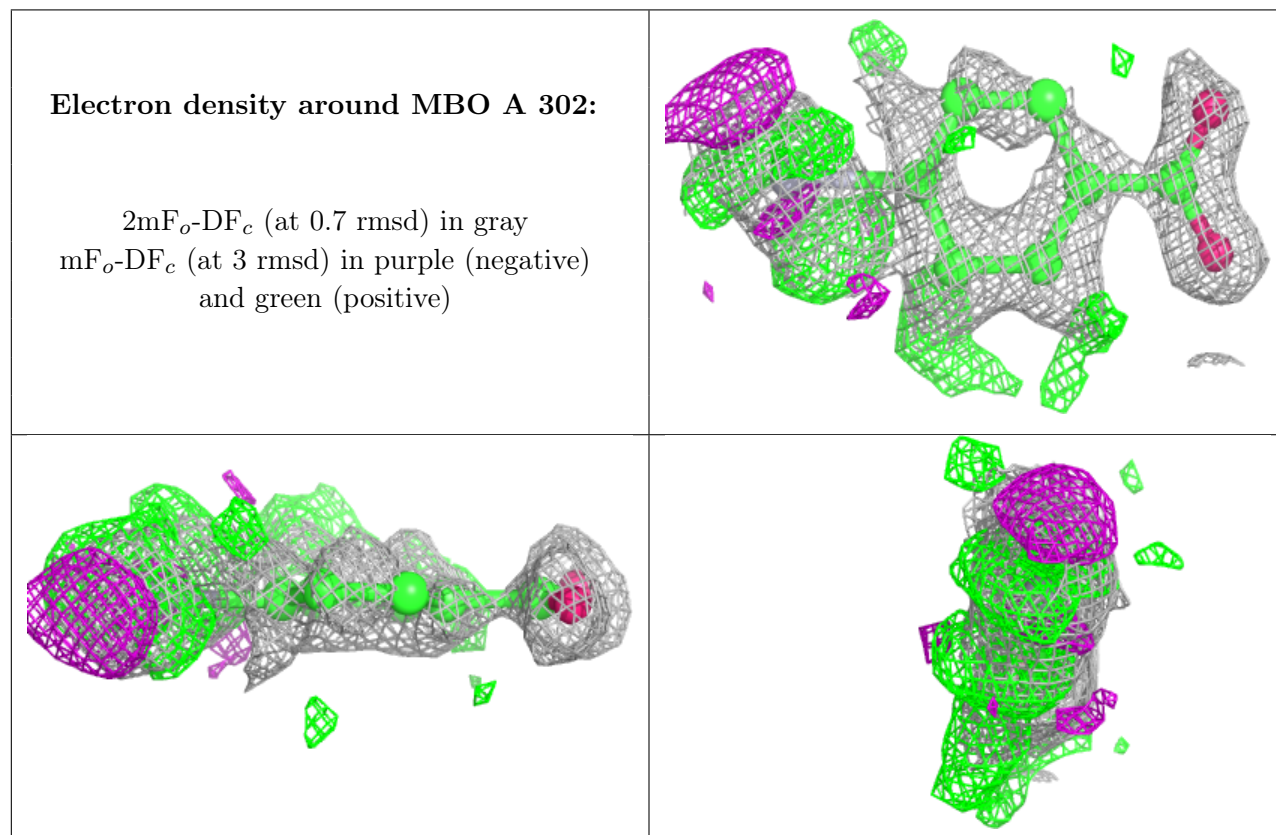 Electron density around MBO A 302:
2mFₒ-DF𝒸 (at 0.7 rmsd) in gray
mFₒ-DF𝒸 (at 3 rmsd) in purple (negative)
and green (positive)